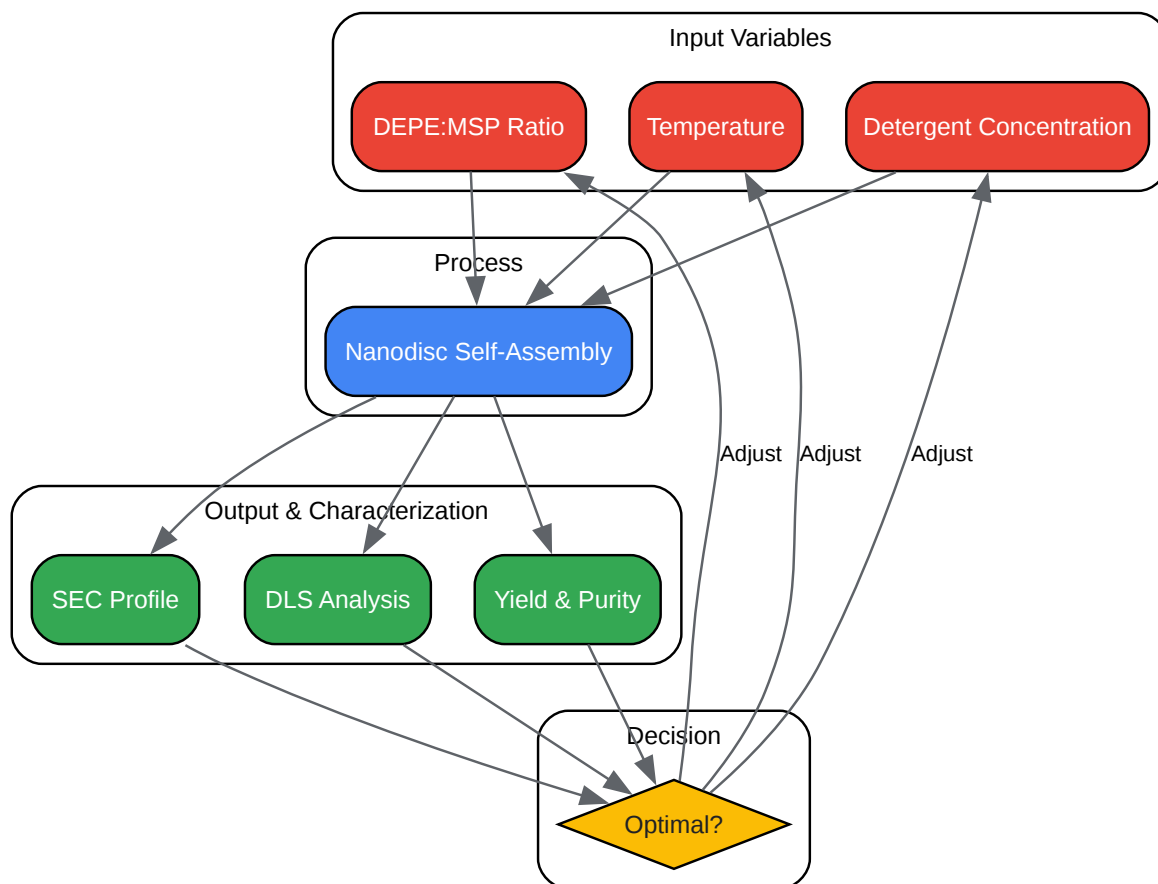 Input Variables
DEPE:MSP Ratio
Temperature
Detergent Concentration
Process
Nanodisc Self-Assembly
Adjust
Adjust
Adjust
Output & Characterization
SEC Profile
DLS Analysis
Yield & Purity
Decision
Optimal?